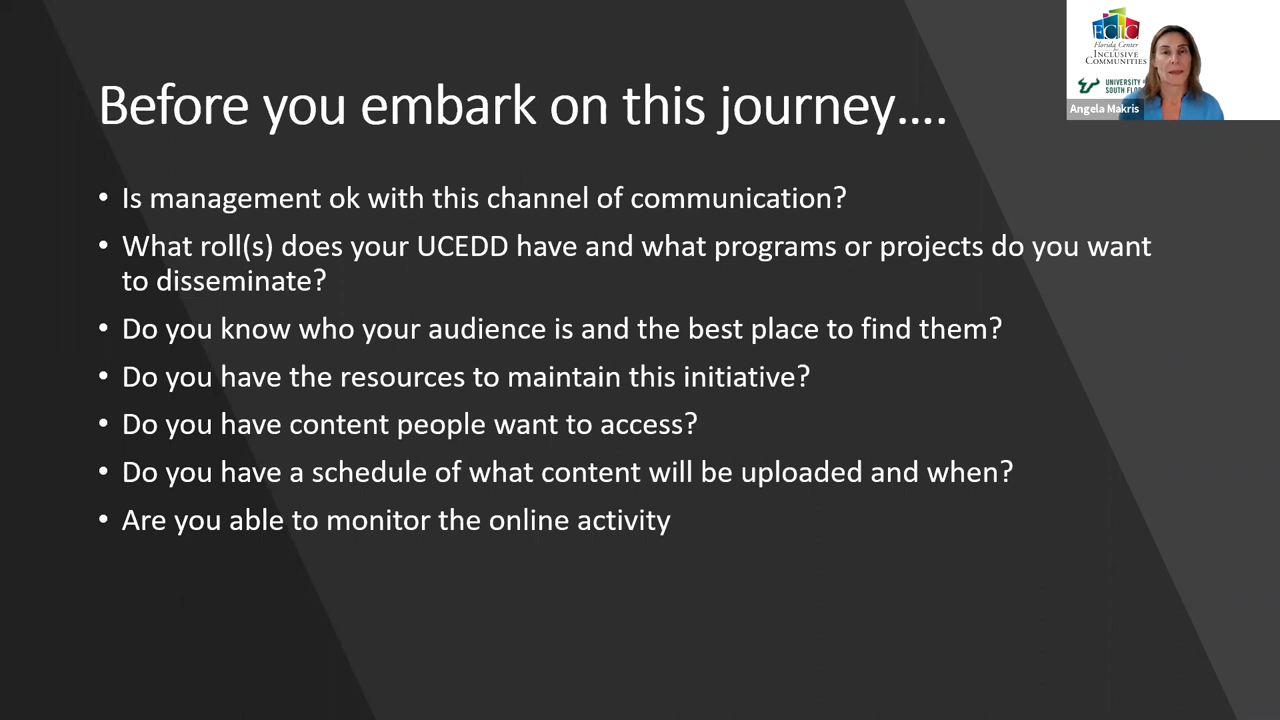 Before you embark on this journey….
• Is management ok with this channel of communication?
• What roll(s) does your UCEDD have and what programs or projects do you want
to disseminate?
• Do you know who your audience is and the best place to find them?
• Do you have the resources to maintain this initiative?
• Do you have content people want to access?
• Do you have a schedule of what content will be uploaded and when?
• Are you able to monitor the online activity
FCIC
Florida Center
for
INCLUSIVE
COMMUNITIES
UNIVERSITY
SOUTH FLO
Angela Makris